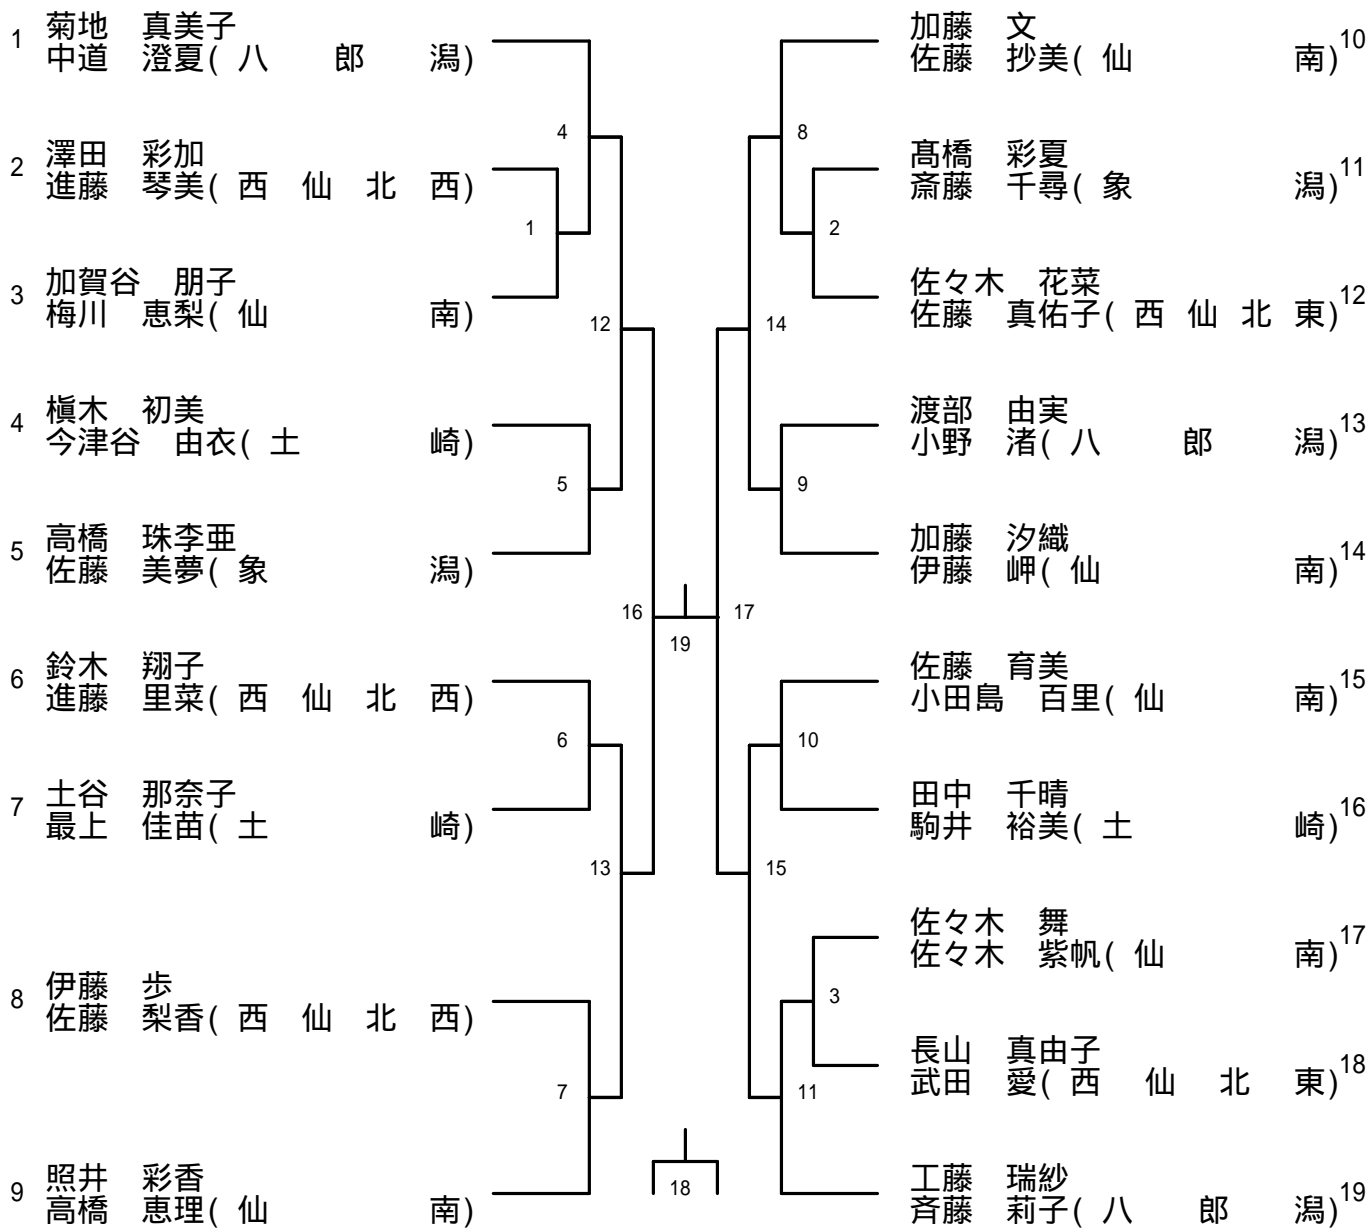 1 菊地 真美子
中道 澄夏( 八 郎 潟)
2 澤田 彩加
進藤 琴美( 西 仙 北 西)
3 加賀谷 朋子
梅川 恵梨( 仙 南)
4 槇木 初美
今津谷 由衣( 土 崎)
5 高橋 珠李亜
佐藤 美夢( 象 潟)
6 鈴木 翔子
進藤 里菜( 西 仙 北 西)
7 土谷 那奈子
最上 佳苗( 土 崎)
8 伊藤 歩
佐藤 梨香( 西 仙 北 西)
9 照井 彩香
高橋 恵理( 仙 南)
4
1
12
5
16
6
13
7
19
18
8
2
14
9
17
10
15
3
11
加藤 文
佐藤 抄美( 仙 南) 10
髙橋 彩夏
斎藤 千尋( 象 潟) 11
佐々木 花菜
佐藤 真佑子( 西 仙 北 東) 12
渡部 由実
小野 渚( 八 郎 潟) 13
加藤 汐織
伊藤 岬( 仙 南) 14
佐藤 育美
小田島 百里( 仙 南) 15
田中 千晴
駒井 裕美( 土 崎) 16
佐々木 舞
佐々木 紫帆( 仙 南) 17
長山 真由子
武田 愛( 西 仙 北 東) 18
工藤 瑞紗
斉藤 莉子( 八 郎 潟) 19